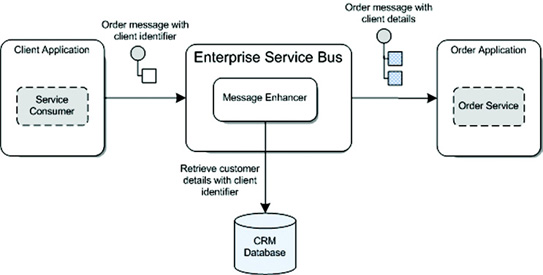 Order message with
client identifier
Order message with
client details
Client Application
Enterprise Service Bus
Order Application
Service
Consumer
Message Enhancer
Order Service
Retrieve customer
details with client
identifier
CRM
Database